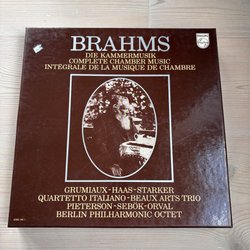 BRAHMS
DIE KAMMERMUSIK
COMPLETE CHAMBER MUSIC
INTÉGRALE DE LA MUSIQUE DE CHAMBRE
GRUMIAUX-HAAS-STARKER
QUARTETTO ITALIANO-BEAUX ARTS TRIO
PIETERSON-SEBOK-ORVAL
BERLIN PHILHARMONIC OCTET